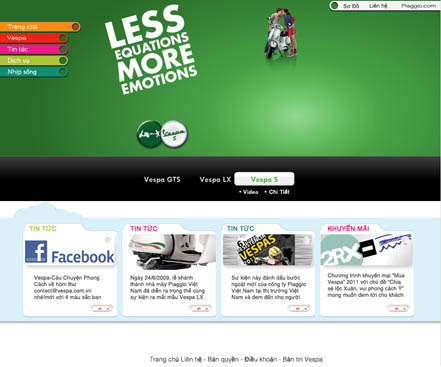 Sơ Đồ Liên hệ Piaggio.com
Trang chủ
Vespa
Tin tức
Dịch vụ
Nhịp sống
LESS
EQUATIONS
MORE
EMOTIONS
Vespa S
Vespa GTS Vespa LX Vespa S
• Video • Chi Tiết
TIN TỨC
facebook
Vespa-Câu Chuyện Phong
Cách về hôm thư
contact@vespa.com.vn
nhé!với 4 màu sắc ban
TIN TỨC
Ngày 24/6/2009, lễ khánh
thành nhà máy Piaggio Việt
Nam đã diễn ra trọng thể cùng
sự kiện ra mắt mẫu Vespa LX
TIN TỨC
VESPAS
Sự kiện này đánh dấu bước
ngoặt mới của công ty Piaggio
Việt Nam tại thị trường Việt
Nam và đem đến cho người
KHUYẾN MÃI
2RX
Chương trình khuyến mại "Mùa
Vespa" 2011 với chủ đề "Chia
sẻ lộc Xuân, vui phong cách Ý"
mong muốn đem tới cho khách
Trang chủ Liên hệ - Bản quyền - Điều khoản - Bản tin Vespa